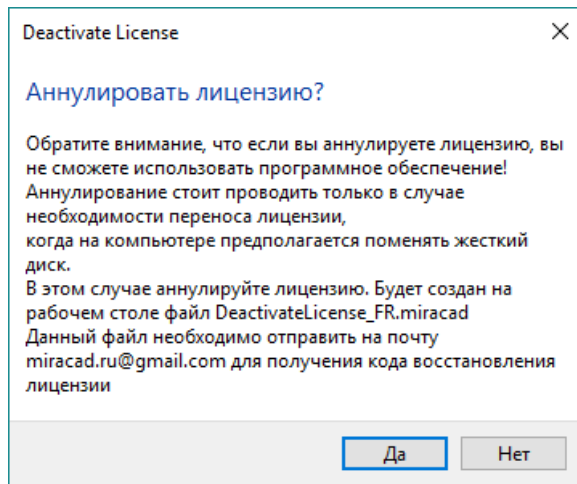 Deactivate License
Аннулировать лицензию?
Обратите внимание, что если вы аннулируете лицензию, вы
не сможете использовать программное обеспечение!
Аннулирование стоит проводить только в случае
необходимости переноса лицензии,
когда на компьютере предполагается поменять жесткий
диск.
В этом случае аннулируйте лицензию. Будет создан на
рабочем столе файл DeactivateLicense_FR.miracad
Данный файл необходимо отправить на почту
miracad.ru@gmail.com для получения кода восстановления
лицензии
Да
Нет